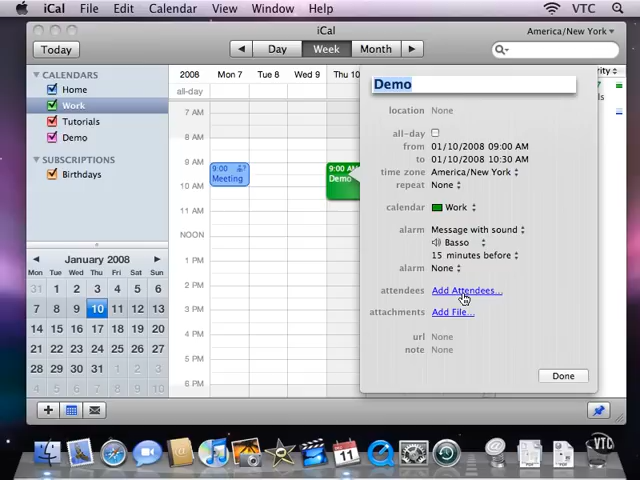 iCal File Edit Calendar View Window Help VTC
iCal America/New York
Today Day Week Month
CALENDARS
Home
Work
Tutorials
Demo
SUBSCRIPTIONS
Birthdays
2008 Mon 7 Tue 8 Wed 9 Thu 10
all-day
7 AM
8 AM
9 AM
10 AM
11 AM
NOON
1 PM
2 PM
3 PM
4 PM
5 PM
6 PM
9:00
Meeting
9:00 AM
Demo
Demo
location None
all-day
from 01/10/2008 09:00 AM
to 01/10/2008 10:30 AM
time zone America/New York
repeat None
calendar Work
alarm Message with sound
Basso
15 minutes before
alarm None
attendees Add Attendees...
attachments Add File...
url None
note None
Done
January 2008
Mon Tue Wed Thu Fri Sat Sun
31 1 2 3 4 5 6
7 8 9 10 11 12 13
14 15 16 17 18 19 20
21 22 23 24 25 26 27
28 29 30 31 1 2 3
4 5 6 7 8 9 10
11
VTC